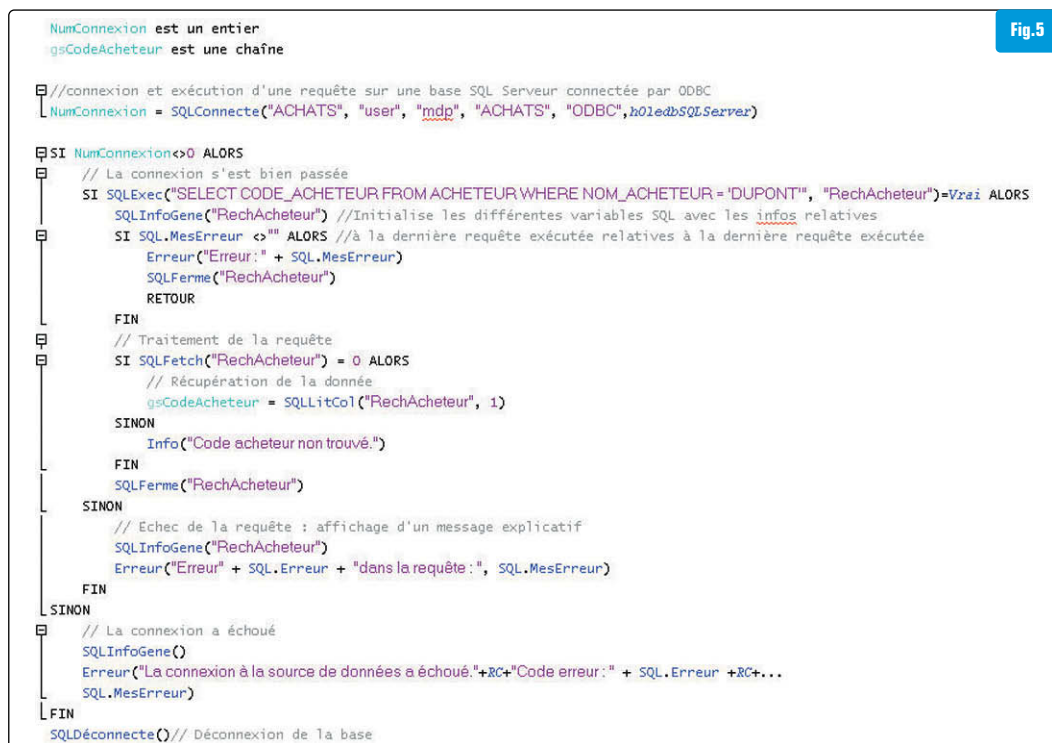 Fig.5
NumConnexion est un entier
gsCodeAcheteur est une chaîne
//connexion et exécution d'une requête sur une base SQL Serveur connectée par ODBC
NumConnexion = SQLConnecte("ACHATS", "user", "mdp", "ACHATS", "ODBC",hOledbSQLServer)
SI NumConnexion<>0 ALORS
// La connexion s'est bien passée
SI SQLExec("SELECT CODE_ACHETEUR FROM ACHETEUR WHERE NOM_ACHETEUR = 'DUPONT'", "RechAcheteur")=Vrai ALORS
SQLInfoGene("RechAcheteur") //Initialise les différentes variables SQL avec les infos relatives
SI SQL.MesErreur <>"" ALORS //à la dernière requête exécutée relatives à la dernière requête exécutée
Erreur("Erreur : " + SQL.MesErreur)
SQLFerme("RechAcheteur")
RETOUR
FIN
// Traitement de la requête
SI SQLFetch("RechAcheteur") = 0 ALORS
// Récupération de la donnée
gsCodeAcheteur = SQLLitCol("RechAcheteur", 1)
SINON
Info("Code acheteur non trouvé.")
FIN
SQLFerme("RechAcheteur")
SINON
// Echec de la requête : affichage d'un message explicatif
SQLInfoGene("RechAcheteur")
Erreur("Erreur" + SQL.Erreur + "dans la requête : ", SQL.MesErreur)
FIN
SINON
// La connexion a échoué
SQLInfoGene()
Erreur("La connexion à la source de données a échoué."+RC+"Code erreur : " + SQL.Erreur +RC+...
SQL.MesErreur)
FIN
SQLDéconnecte()// Déconnexion de la base